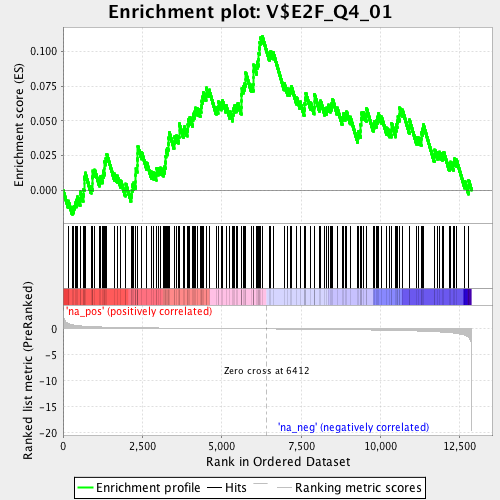 Enrichment plot: V$E2F_Q4_01
Enrichment score (ES)
0.100
0.075
0.050
0.025
0.000
'na_pos' (positively correlated)
Ranked list metric (PreRanked)
0
-5
-10
-15
-20
Zero cross at 6412
'na_neg' (negatively correlated)
0
2,500
5,000
7,500
10,000
12,500
Rank in Ordered Dataset
Enrichment profile
Hits
Ranking metric scores